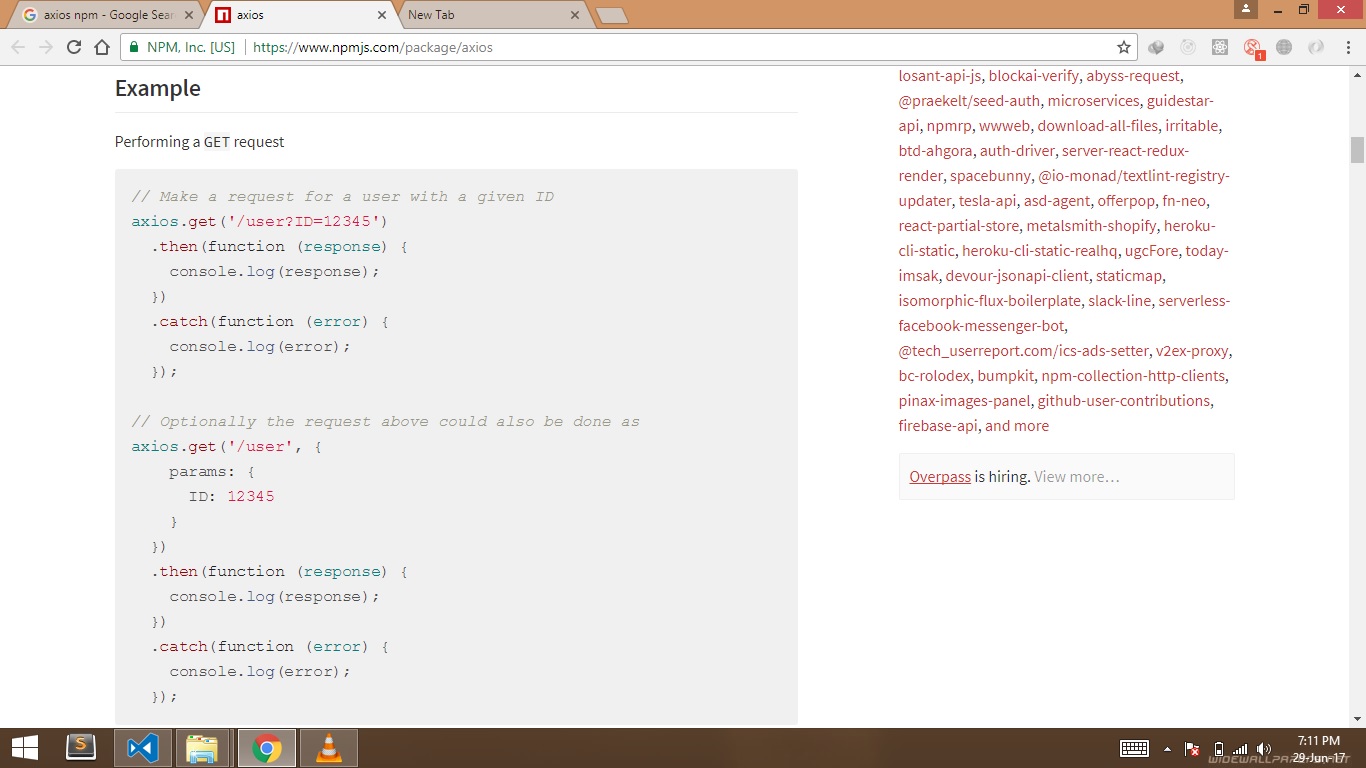 axios npm - Google Sear
axios
New Tab
NPM, Inc. [US]
https://www.npmjs.com/package/axios
1
Example
Performing a GET request
// Make a request for a user with a given ID
axios.get('/user?ID=12345')
.then(function (response) {
console.log(response);
})
.catch(function (error) {
console.log(error);
});
// Optionally the request above could also be done as
axios.get('/user', {
params: {
ID: 12345
}
})
.then(function (response) {
console.log(response);
})
.catch(function (error) {
console.log(error);
});
losant-api-js, blockai-verify, abyss-request,
@praekelt/seed-auth, microservices, guidestar-
api, npmrp, wwweb, download-all-files, irritable,
btd-ahgora, auth-driver, server-react-redux-
render, spacebunny, @io-monad/textlint-registry-
updater, tesla-api, asd-agent, offerpop, fn-neo,
react-partial-store, metalsmith-shopify, heroku-
cli-static, heroku-cli-static-realhq, ugcFore, today-
imsak, devour-jsonapi-client, staticmap,
isomorphic-flux-boilerplate, slack-line, serverless-
facebook-messenger-bot,
@tech_userreport.com/ics-ads-setter, v2ex-proxy,
bc-rolodex, bumpkit, npm-collection-http-clients,
pinax-images-panel, github-user-contributions,
firebase-api, and more
Overpass is hiring. View more…
7:11 PM
29-Jun-17